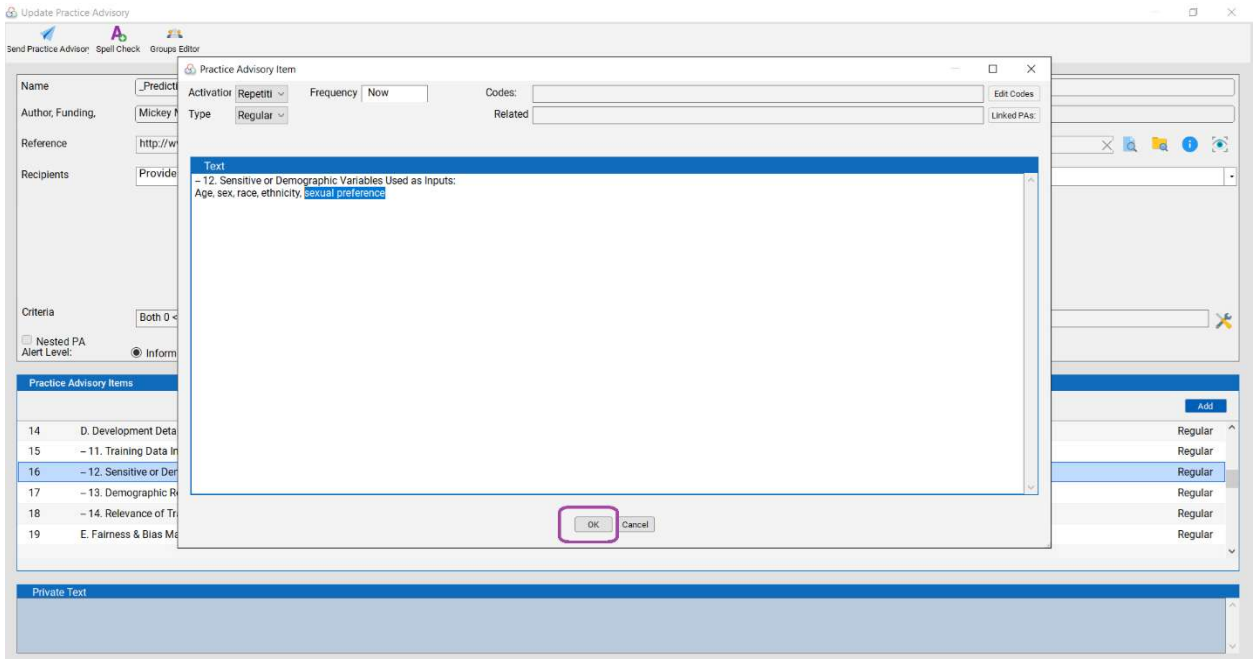 Update Practice Advisory
Send Practice Advisor Spell Check Groups Editor
Practice Advisory Item
Name _Predicti
Activatior Repetiti Frequency Now Codes: Edit Codes
Author, Funding, Mickey M
Type Regular Related Linked PAs:
Reference http://w
Recipients Provide
Text
– 12. Sensitive or Demographic Variables Used as Inputs:
Age, sex, race, ethnicity, sexual preference
Criteria Both 0 <
Nested PA
Alert Level: Inform
Practice Advisory Items
Add
14 D. Development Deta Regular
15 – 11. Training Data In Regular
16 – 12. Sensitive or Der Regular
17 – 13. Demographic Re Regular
18 – 14. Relevance of Tra Regular
19 E. Fairness & Bias Ma Regular
OK Cancel
Private Text